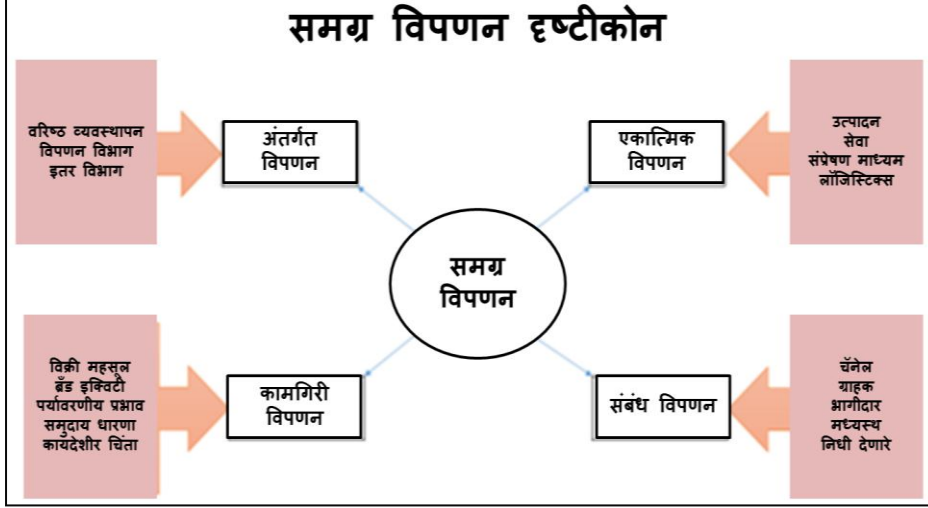 समग्र विपणन दृष्टीकोन
वरिष्ठ व्यवस्थापन
विपणन विभाग
इतर विभाग
अंतर्गत
विपणन
एकात्मिक
विपणन
उत्पादन
सेवा
संप्रेषण माध्यम
लॉजिस्टिक्स
समग्र
विपणन
विक्री महसूल
ब्रँड इक्विटी
पर्यावरणीय प्रभाव
समुदाय धारणा
कायदेशीर चिंता
कामगिरी
विपणन
संबंध विपणन
चॅनेल
ग्राहक
भागीदार
मध्यस्थ
निधी देणारे